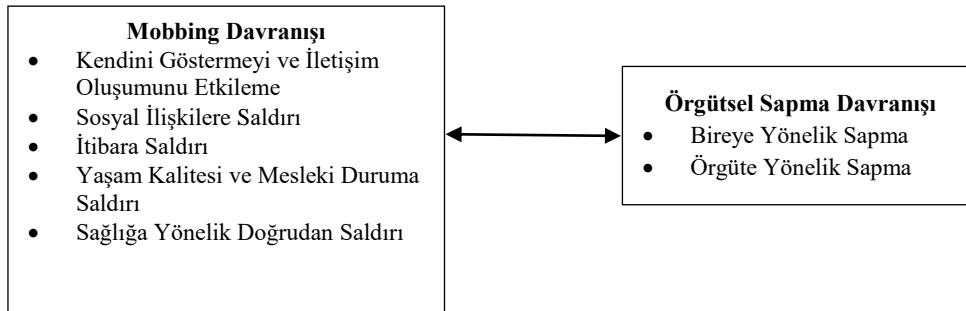 Mobbing Davranışı
• Kendini Göstermeyi ve İletişim
Oluşumunu Etkileme
• Sosyal İlişkilere Saldırı
• İtibara Saldırı
• Yaşam Kalitesi ve Mesleki Duruma
Saldırı
• Sağlığa Yönelik Doğrudan Saldırı
Örgütsel Sapma Davranışı
• Bireye Yönelik Sapma
• Örgüte Yönelik Sapma